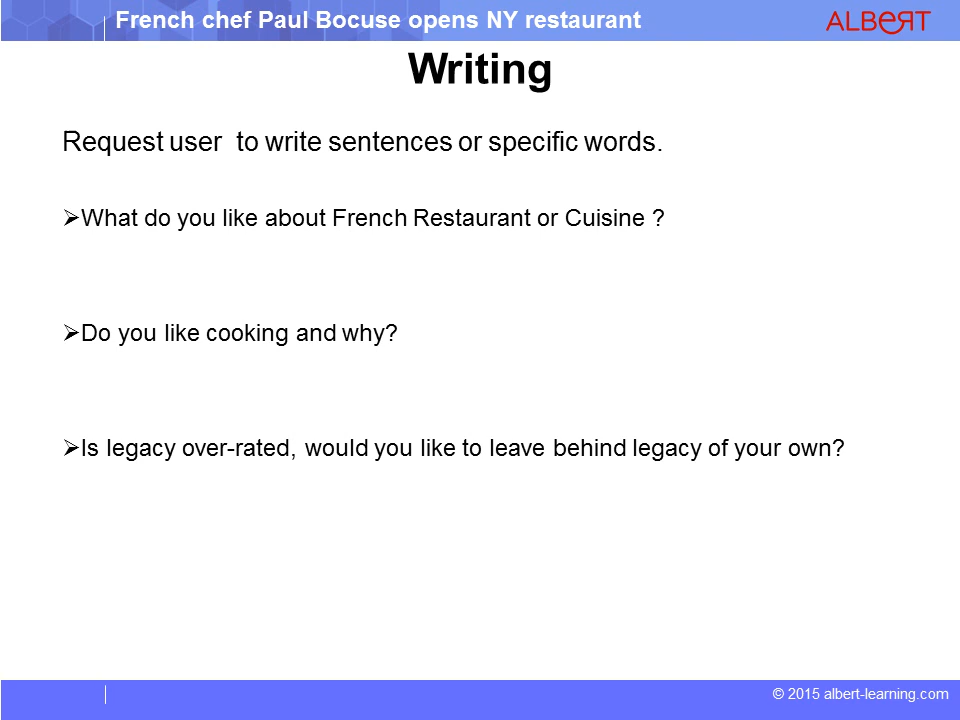 French chef Paul Bocuse opens NY restaurant
ALBERT
Writing
Request user  to write sentences or specific words.
➢What do you like about French Restaurant or Cuisine ?
➢Do you like cooking and why?
➢Is legacy over-rated, would you like to leave behind legacy of your own?
© 2015 albert-learning.com